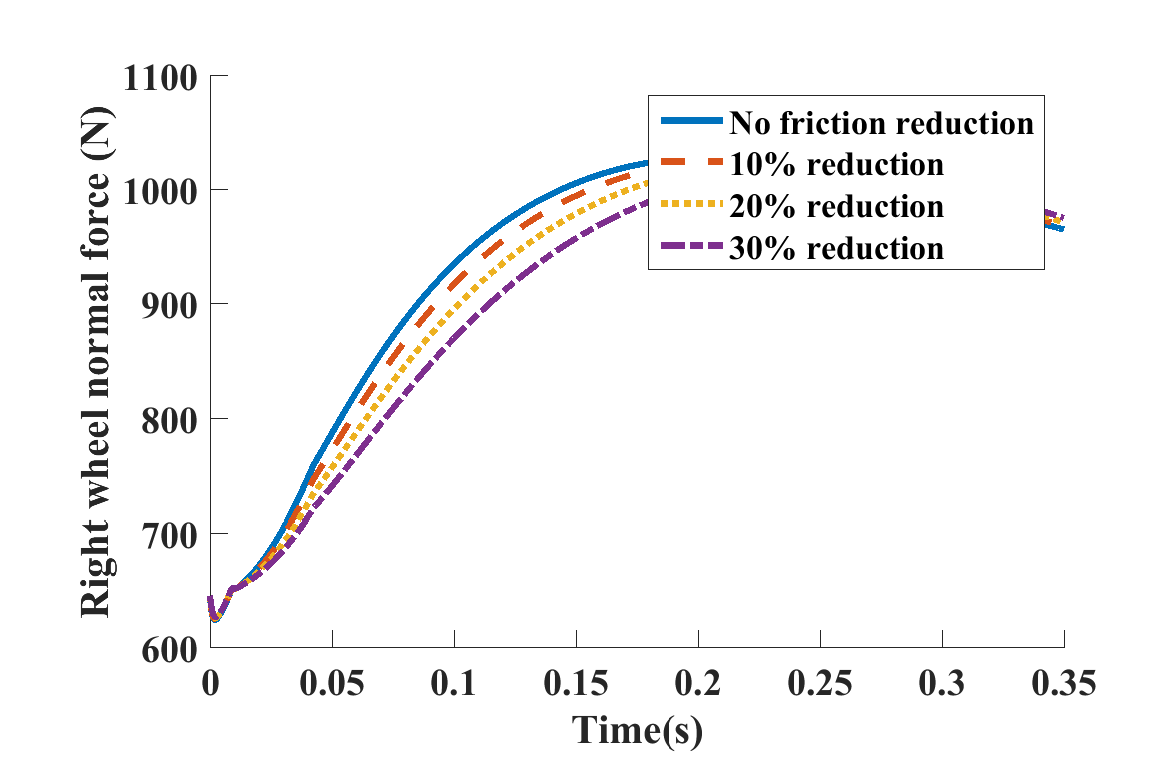 Right wheel normal force (N)
1100
1000
900
800
700
600
No friction reduction
10% reduction
20% reduction
30% reduction
0 0.05 0.1 0.15 0.2 0.25 0.3 0.35
Time(s)